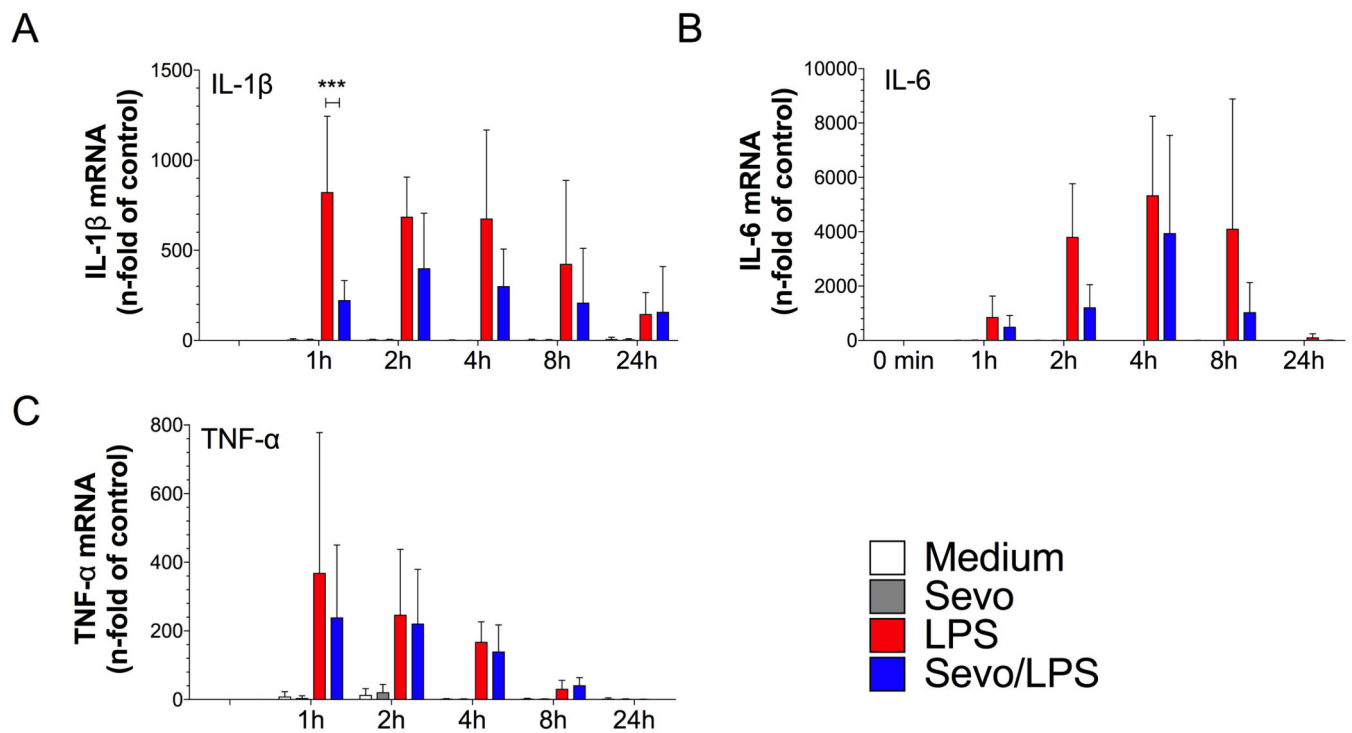 A
IL-1β mRNA
(n-fold of control)
1500
1000
500
0
IL-1β
***
1h 2h 4h 8h 24h
B
IL-6 mRNA
(n-fold of control)
10000
8000
6000
4000
2000
0
IL-6
0 min 1h 2h 4h 8h 24h
C
TNF-α mRNA
(n-fold of control)
800
600
400
200
0
TNF-α
1h 2h 4h 8h 24h
Medium
Sevo
LPS
Sevo/LPS